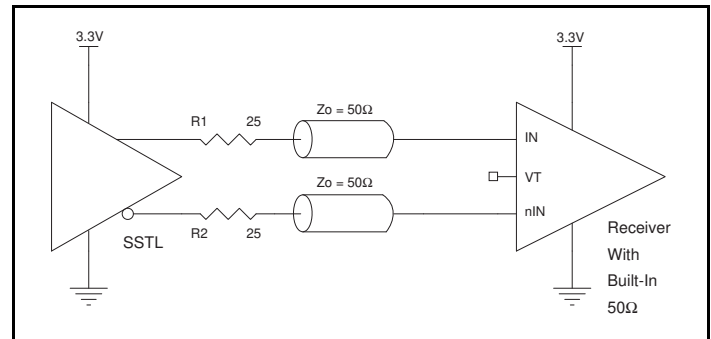 3.3V
3.3V
R1 25
Zo = 50Ω
IN
Zo = 50Ω
VT
nIN
R2 25
SSTL
Receiver
With
Built-In
50Ω